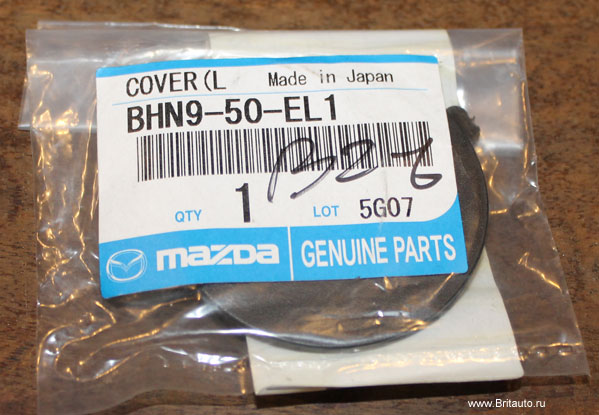 COVER(L Made in Japan
BHN9-50-EL1
QTY 1 LOT 5G07
mazda GENUINE PARTS
www.Britauto.ru